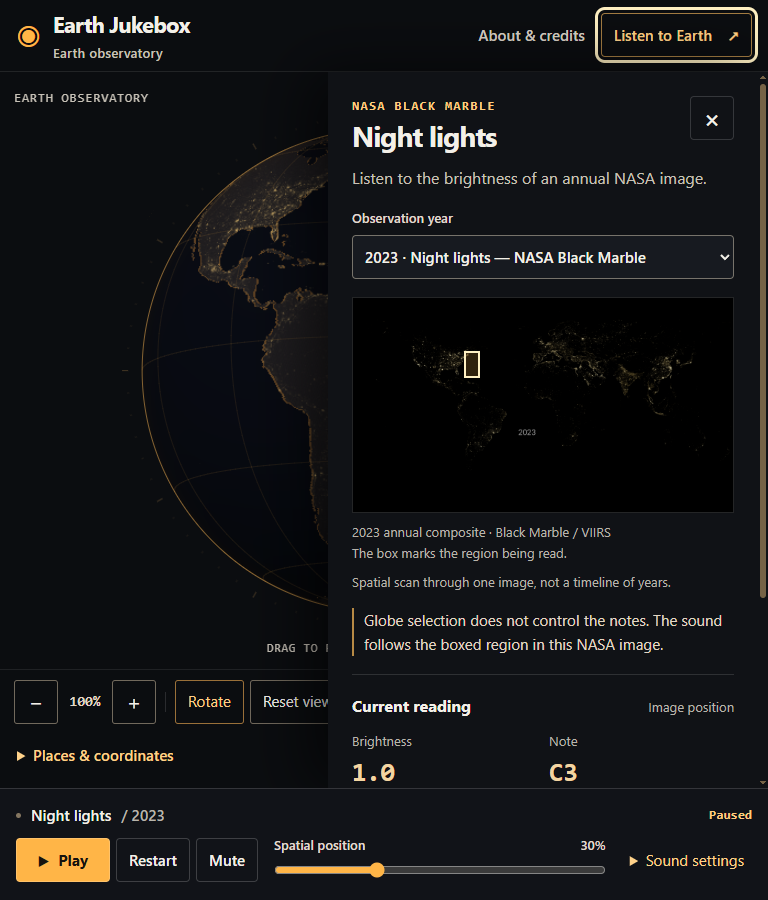 Earth Jukebox
Earth observatory
About & credits
Listen to Earth ↗
EARTH OBSERVATORY
DRAG TO
− 100% + Rotate Reset view
▶ Places & coordinates
NASA BLACK MARBLE
Night lights
×
Listen to the brightness of an annual NASA image.
Observation year
2023 · Night lights — NASA Black Marble
2023
2023 annual composite · Black Marble / VIIRS
The box marks the region being read.
Spatial scan through one image, not a timeline of years.
Globe selection does not control the notes. The sound
follows the boxed region in this NASA image.
Current reading
Image position
Brightness
Note
1.0
C3
• Night lights / 2023
Paused
▶ Play
Restart
Mute
Spatial position
30%
▶ Sound settings